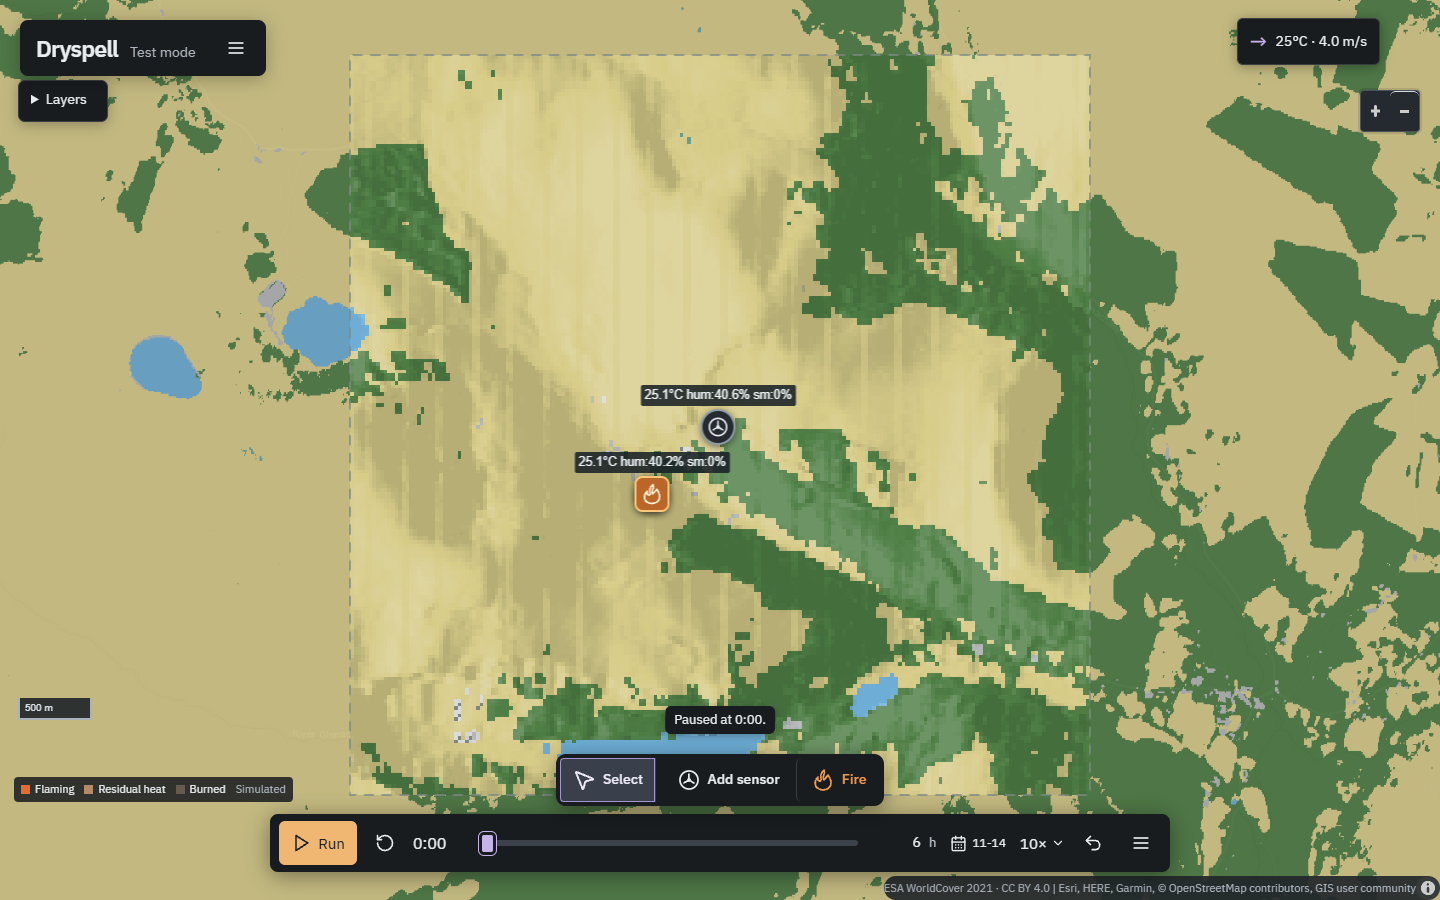 Dryspell Test mode
25°C · 4.0 m/s
Layers
+ −
25.1°C hum:40.6% sm:0%
25.1°C hum:40.2% sm:0%
500 m
Paused at 0:00.
Select Add sensor Fire
Flaming Residual heat Burned Simulated
Run 0:00 6 h 11-14 10×
ESA WorldCover 2021 · CC BY 4.0 | Esri, HERE, Garmin, © OpenStreetMap contributors, GIS user community